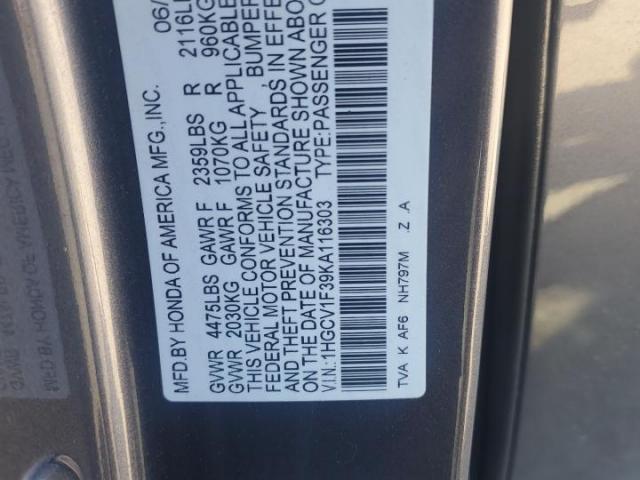 MFD.BY HONDA OF AMERICA MFG.,INC. 06/
GVWR 4475LBS GAWR F 2359LBS R 2116L
GVWR 2030KG GAWR F 1070KG R 960KG
THIS VEHICLE CONFORMS TO ALL APPLICABLE
FEDERAL MOTOR VEHICLE SAFETY, BUMPER
AND THEFT PREVENTION STANDARDS IN EFFE
ON THE DATE OF MANUFACTURE SHOWN ABO
V.I.N.:1HGCV1F39KA116303 TYPE:PASSENGER C
TVA K AF6 NH797M .Z .A